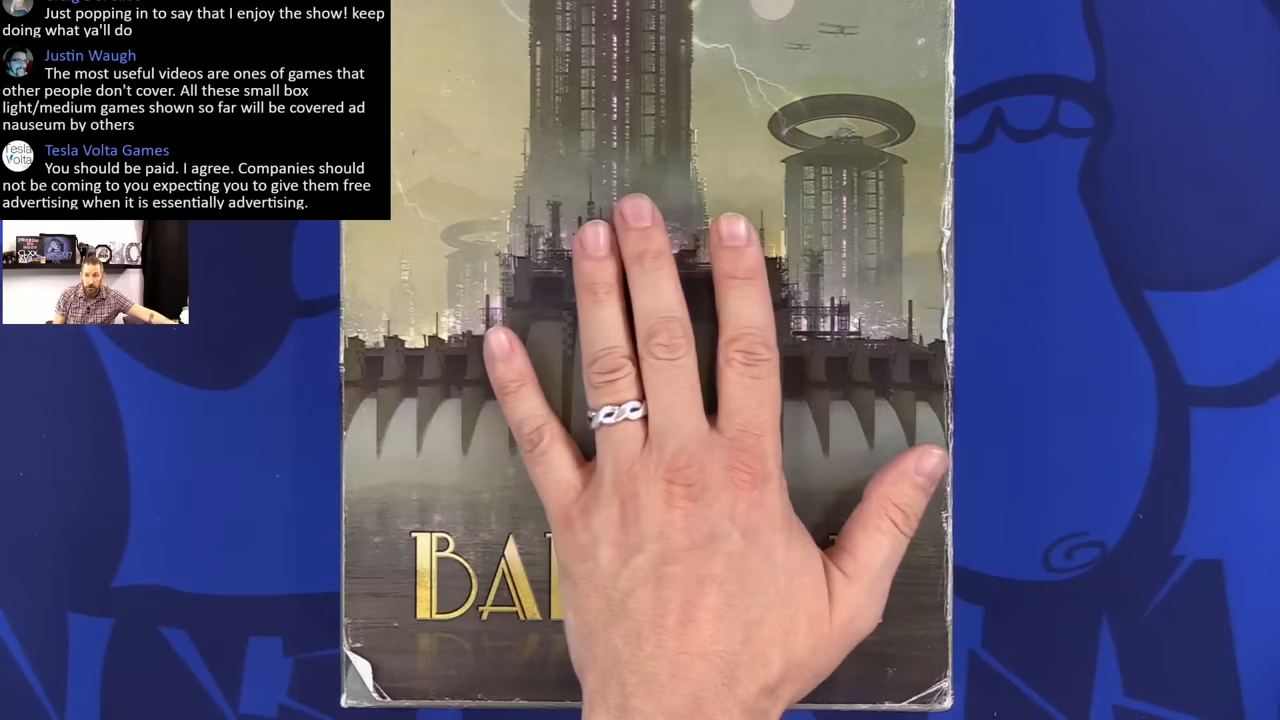 Just popping in to say that I enjoy the show! keep
doing what ya'll do
Justin Waugh
The most useful videos are ones of games that
other people don't cover. All these small box
light/medium games shown so far will be covered ad
nauseum by others
Tesla Volta Games
You should be paid. I agree. Companies should
not be coming to you expecting you to give them free
advertising when it is essentially advertising.
Tesla
Volta
BA